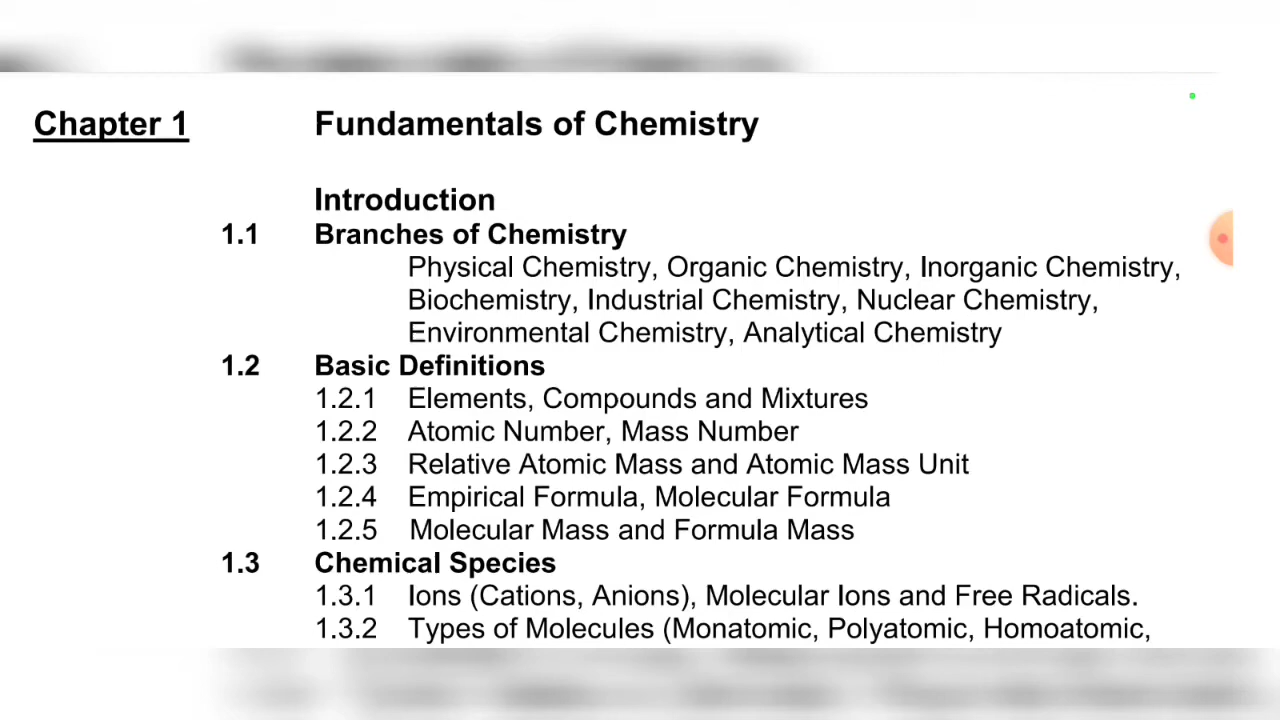 Chapter 1 Fundamentals of Chemistry
Introduction
1.1 Branches of Chemistry
Physical Chemistry, Organic Chemistry, Inorganic Chemistry,
Biochemistry, Industrial Chemistry, Nuclear Chemistry,
Environmental Chemistry, Analytical Chemistry
1.2 Basic Definitions
1.2.1 Elements, Compounds and Mixtures
1.2.2 Atomic Number, Mass Number
1.2.3 Relative Atomic Mass and Atomic Mass Unit
1.2.4 Empirical Formula, Molecular Formula
1.2.5 Molecular Mass and Formula Mass
1.3 Chemical Species
1.3.1 Ions (Cations, Anions), Molecular Ions and Free Radicals.
1.3.2 Types of Molecules (Monatomic, Polyatomic, Homoatomic,